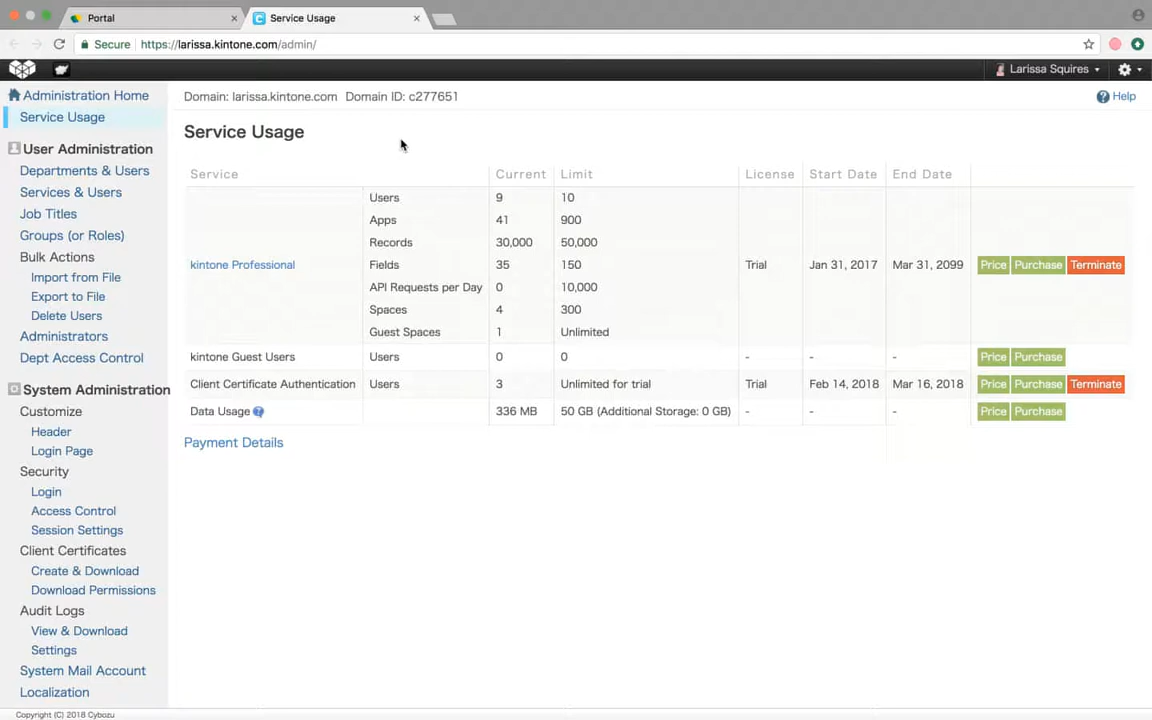 Portal
Service Usage
Secure https://larissa.kintone.com/admin/
Larissa Squires
Administration Home
Service Usage
User Administration
Departments & Users
Services & Users
Job Titles
Groups (or Roles)
Bulk Actions
Import from File
Export to File
Delete Users
Administrators
Dept Access Control
System Administration
Customize
Header
Login Page
Security
Login
Access Control
Session Settings
Client Certificates
Create & Download
Download Permissions
Audit Logs
View & Download
Settings
System Mail Account
Localization
Domain: larissa.kintone.com Domain ID: c277651
? Help
Service Usage
Service Current Limit License Start Date End Date
Users 9 10
Apps 41 900
Records 30,000 50,000
kintone Professional Fields 35 150 Trial Jan 31, 2017 Mar 31, 2099 Price Purchase Terminate
API Requests per Day 0 10,000
Spaces 4 300
Guest Spaces 1 Unlimited
kintone Guest Users Users 0 0 - - - Price Purchase
Client Certificate Authentication Users 3 Unlimited for trial Trial Feb 14, 2018 Mar 16, 2018 Price Purchase Terminate
Data Usage ? 336 MB 50 GB (Additional Storage: 0 GB) - - - Price Purchase
Payment Details
Copyright (C) 2018 Cybozu